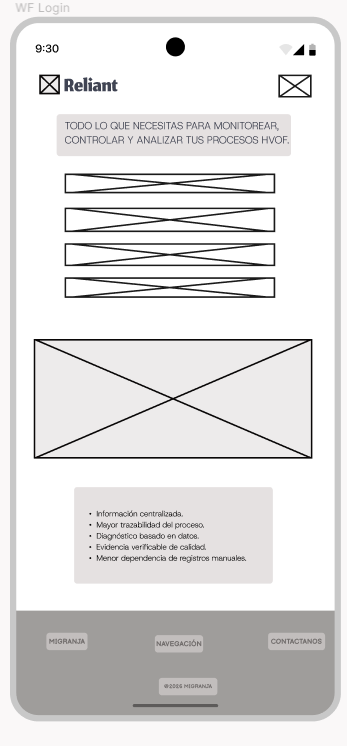 WF Login
9:30
Reliant
TODO LO QUE NECESITAS PARA MONITOREAR,
CONTROLAR Y ANALIZAR TUS PROCESOS HVOF.
• Información centralizada.
• Mayor trazabilidad del proceso.
• Diagnóstico basado en datos.
• Evidencia verificable de calidad.
• Menor dependencia de registros manuales.
MIGRANJA
NAVEGACIÓN
CONTACTANOS
©2025 MIGRANJA